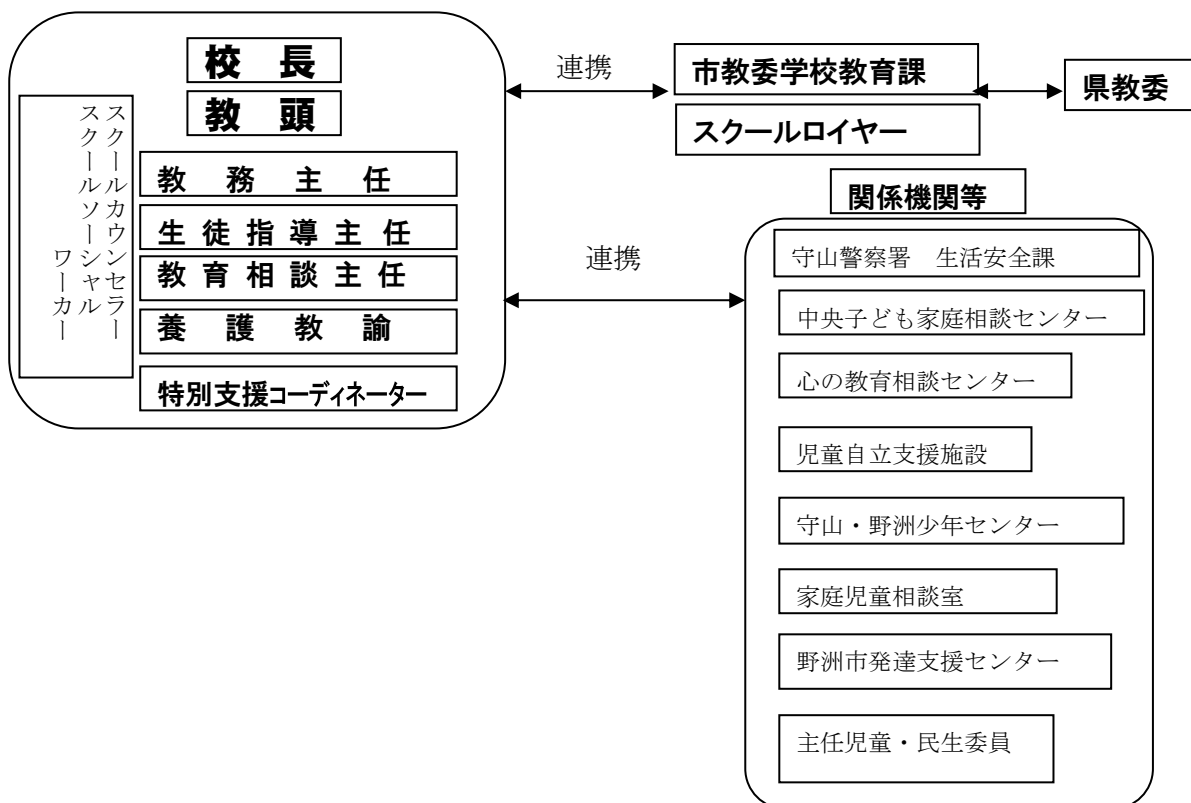 校長
教頭
スクールカウンセラー
スクールソーシャル
ワーカー
教務主任
生徒指導主任
教育相談主任
養護教諭
特別支援コーディネーター
連携
市教委学校教育課
スクールロイヤー
県教委
連携
関係機関等
守山警察署　生活安全課
中央子ども家庭相談センター
心の教育相談センター
児童自立支援施設
守山・野洲少年センター
家庭児童相談室
野洲市発達支援センター
主任児童・民生委員